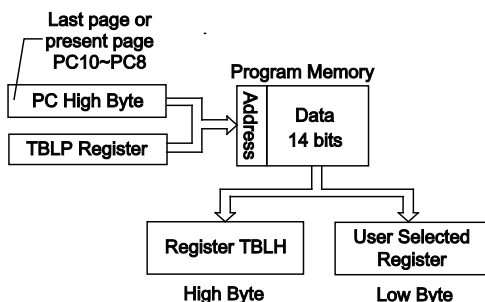 Last page or
present page
PC10~PC8
Program Memory
PC High Byte
TBLP Register
Address
Data
14 bits
Register TBLH
User Selected
Register
High Byte
Low Byte